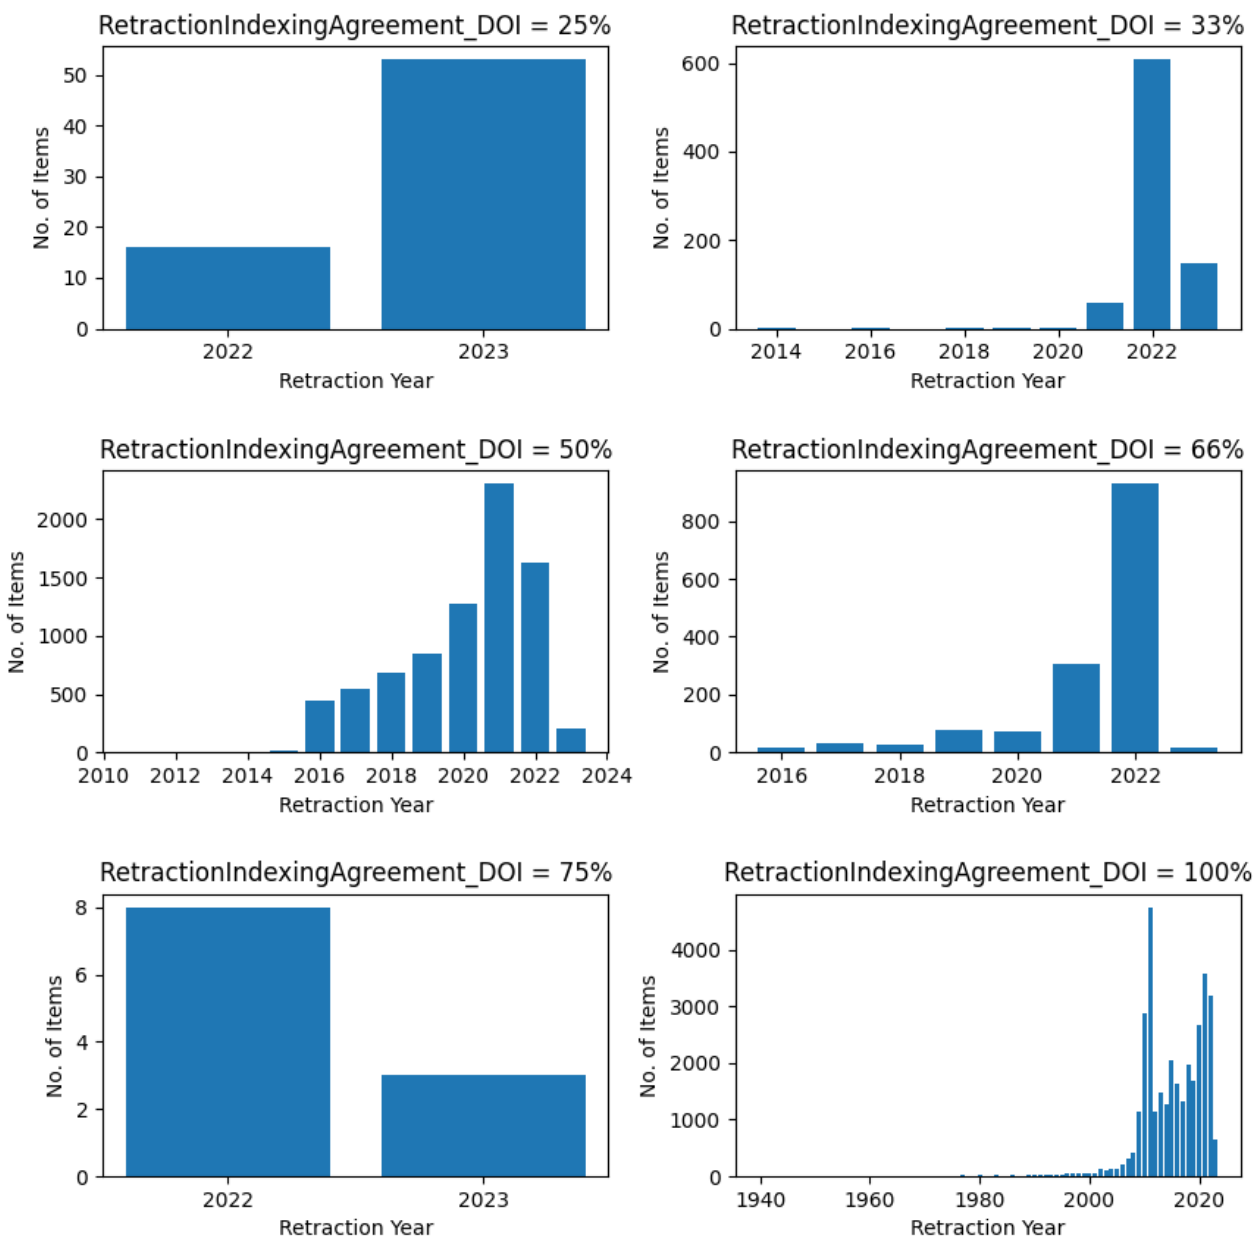 RetractionIndexingAgreement_DOI = 25%
50
40
30
20
10
0
No. of Items
2022 2023
Retraction Year
RetractionIndexingAgreement_DOI = 33%
600
400
200
0
No. of Items
2014 2016 2018 2020 2022
Retraction Year
RetractionIndexingAgreement_DOI = 50%
2000
1500
1000
500
0
No. of Items
2010 2012 2014 2016 2018 2020 2022 2024
Retraction Year
RetractionIndexingAgreement_DOI = 66%
800
600
400
200
0
No. of Items
2016 2018 2020 2022
Retraction Year
RetractionIndexingAgreement_DOI = 75%
8
6
4
2
0
No. of Items
2022 2023
Retraction Year
RetractionIndexingAgreement_DOI = 100%
4000
3000
2000
1000
0
No. of Items
1940 1960 1980 2000 2020
Retraction Year